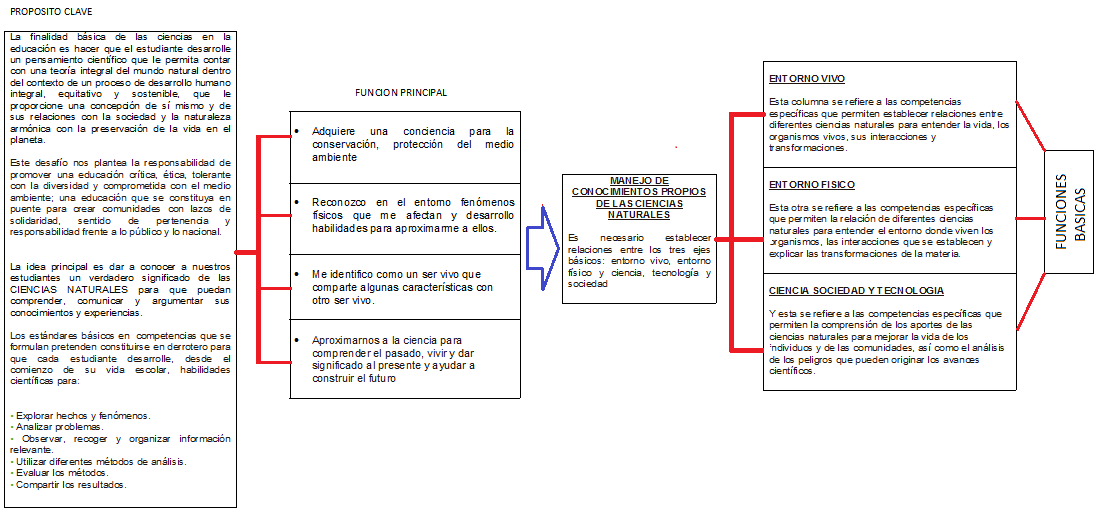 PROPOSITO CLAVE
La finalidad básica de las ciencias en la
educación es hacer que el estudiante desarrolle
un pensamiento científico que le permita contar
con una teoría integral del mundo natural dentro
del contexto de un proceso de desarrollo humano
integral, equitativo y sostenible, que le
proporcione una concepción de sí mismo y de
sus relaciones con la sociedad y la naturaleza
armónica con la preservación de la vida en el
planeta.
Este desafío nos plantea la responsabilidad de
promover una educación crítica, ética, tolerante
con la diversidad y comprometida con el medio
ambiente; una educación que se constituya en
puente para crear comunidades con lazos de
solidaridad, sentido de pertenencia y
responsabilidad frente a lo público y lo nacional.
La idea principal es dar a conocer a nuestros
estudiantes un verdadero significado de las
CIENCIAS NATURALES para que puedan
comprender, comunicar y argumentar sus
conocimientos y experiencias.
Los estándares básicos en competencias que se
formulan pretenden constituirse en derrotero para
que cada estudiante desarrolle, desde el
comienzo de su vida escolar, habilidades
científicas para:
• Explorar hechos y fenómenos.
• Analizar problemas.
• Observar, recoger y organizar información
relevante.
• Utilizar diferentes métodos de análisis.
• Evaluar los métodos.
• Compartir los resultados.
FUNCION PRINCIPAL
• Adquiere una conciencia para la
conservación, protección del medio
ambiente
• Reconozco en el entorno fenómenos
físicos que me afectan y desarrollo
habilidades para aproximarme a ellos.
• Me identifico como un ser vivo que
comparte algunas características con
otro ser vivo.
• Aproximarnos a la ciencia para
comprender el pasado, vivir y dar
significado al presente y ayudar a
construir el futuro
MANEJO DE
CONOCIMIENTOS PROPIOS
DE LAS CIENCIAS
NATURALES
Es necesario establecer
relaciones entre los tres ejes
básicos: entorno vivo, entorno
físico y ciencia, tecnología y
sociedad
ENTORNO VIVO
Esta columna se refiere a las competencias
específicas que permiten establecer relaciones entre
diferentes ciencias naturales para entender la vida, los
organismos vivos, sus interacciones y
transformaciones.
ENTORNO FISICO
Esta otra se refiere a las competencias específicas
que permiten la relación de diferentes ciencias
naturales para entender el entorno donde viven los
organismos, las interacciones que se establecen y
explicar las transformaciones de la materia.
CIENCIA SOCIEDAD Y TECNOLOGIA
Y esta se refiere a las competencias específicas que
permiten la comprensión de los aportes de las
ciencias naturales para mejorar la vida de los
individuos y de las comunidades, así como el análisis
de los peligros que pueden originar los avances
científicos.
FUNCIONES
BASICAS